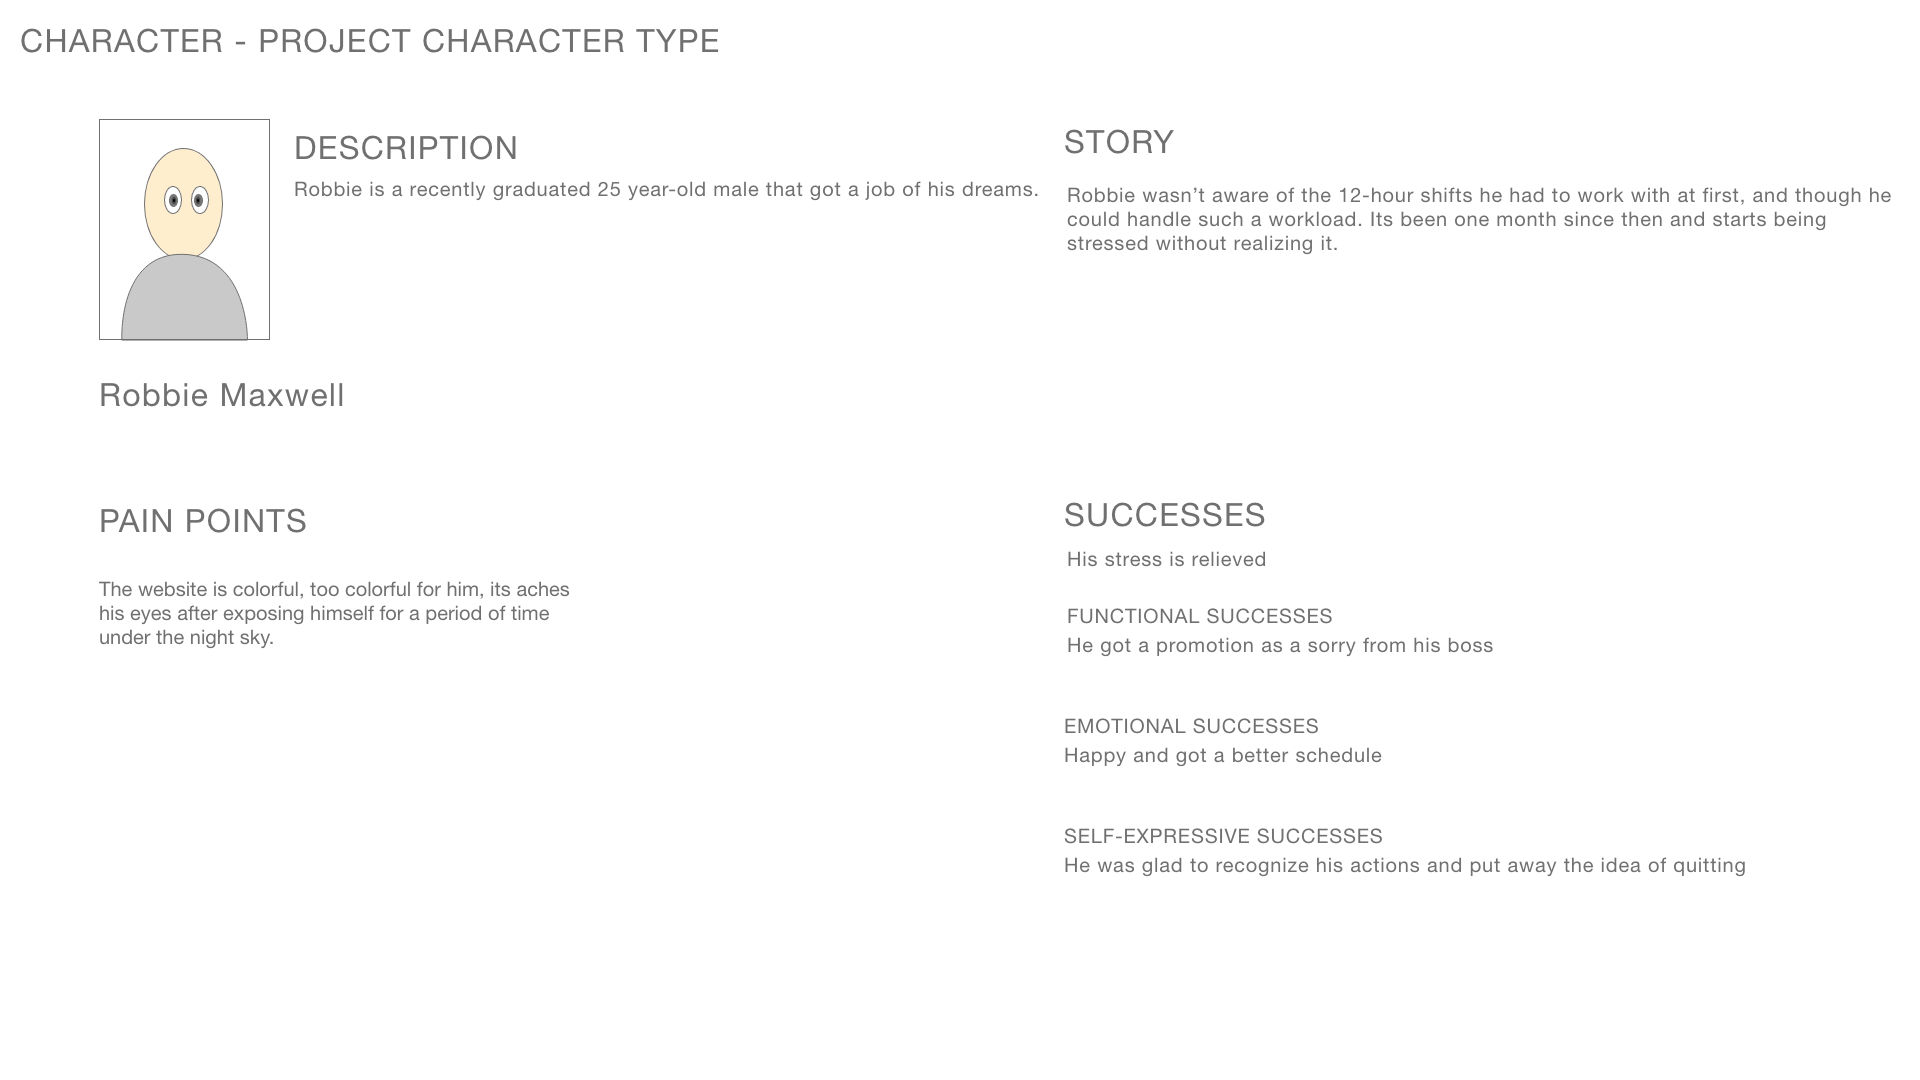 CHARACTER - PROJECT CHARACTER TYPE
DESCRIPTION
Robbie is a recently graduated 25 year-old male that got a job of his dreams.
Robbie Maxwell
STORY
Robbie wasn’t aware of the 12-hour shifts he had to work with at first, and though he
could handle such a workload. Its been one month since then and starts being
stressed without realizing it.
PAIN POINTS
The website is colorful, too colorful for him, its aches
his eyes after exposing himself for a period of time
under the night sky.
SUCCESSES
His stress is relieved
FUNCTIONAL SUCCESSES
He got a promotion as a sorry from his boss
EMOTIONAL SUCCESSES
Happy and got a better schedule
SELF-EXPRESSIVE SUCCESSES
He was glad to recognize his actions and put away the idea of quitting